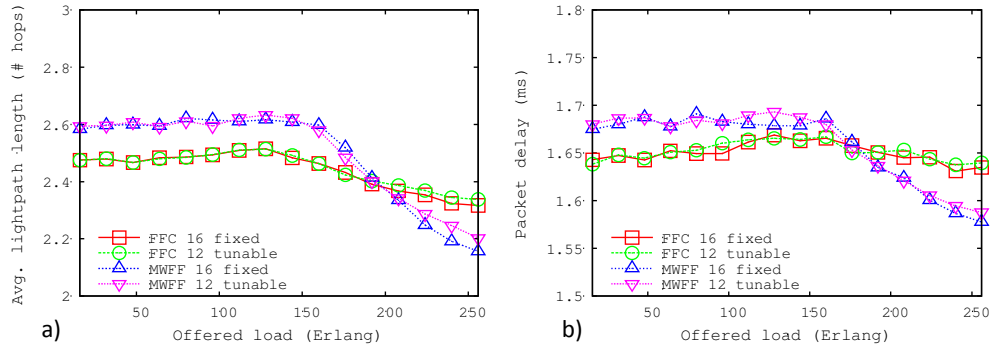 Avg. lightpath length (# hops)
3
2.8
2.6
2.4
2.2
2
FFC 16 fixed
FFC 12 tunable
MWFF 16 fixed
MWFF 12 tunable
50 100 150 200 250
a) Offered load (Erlang)
Packet delay (ms)
1.8
1.75
1.7
1.65
1.6
1.55
1.5
FFC 16 fixed
FFC 12 tunable
MWFF 16 fixed
MWFF 12 tunable
50 100 150 200 250
b) Offered load (Erlang)